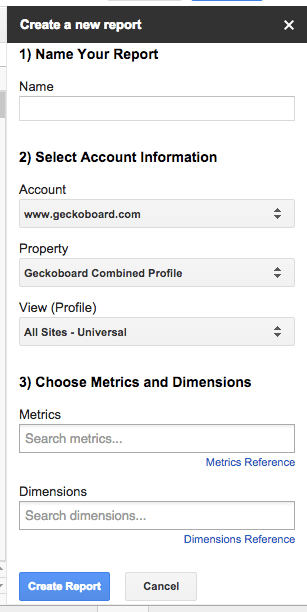 Create a new report ×
1) Name Your Report
Name
2) Select Account Information
Account
www.geckoboard.com
Property
Geckoboard Combined Profile
View (Profile)
All Sites - Universal
3) Choose Metrics and Dimensions
Metrics
Search metrics...
Metrics Reference
Dimensions
Search dimensions...
Dimensions Reference
Create Report Cancel